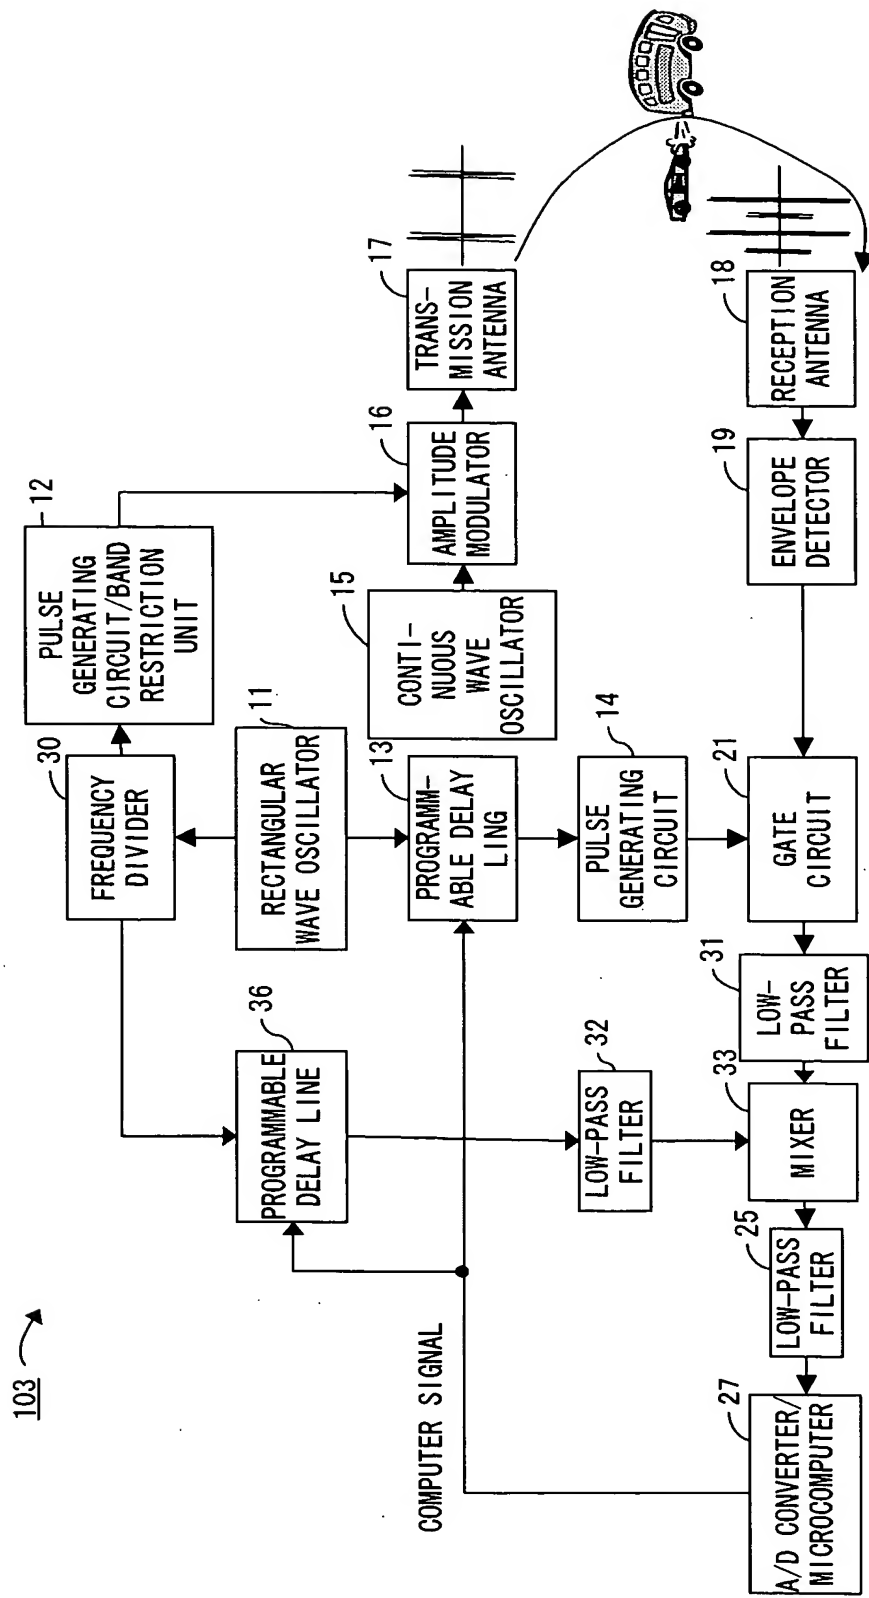 103
COMPUTER SIGNAL
12
PULSE
GENERATING
CIRCUIT/BAND
RESTRICTION
UNIT
30
FREQUENCY
DIVIDER
36
PROGRAMMABLE
DELAY LINE
11
RECTANGULAR
WAVE OSCILLATOR
17
TRANS-
MISSION
ANTENNA
16
AMPLITUDE
MODULATOR
15
CONTI-
NUOUS
WAVE
OSCILLATOR
13
PROGRAMM-
ABLE DELAY
LING
14
PULSE
GENERATING
CIRCUIT
32
LOW-PASS
FILTER
18
RECEPTION
ANTENNA
19
ENVELOPE
DETECTOR
21
GATE
CIRCUIT
31
LOW-
PASS
FILTER
33
MIXER
25
LOW-PASS
FILTER
27
A/D CONVERTER/
MICROCOMPUTER